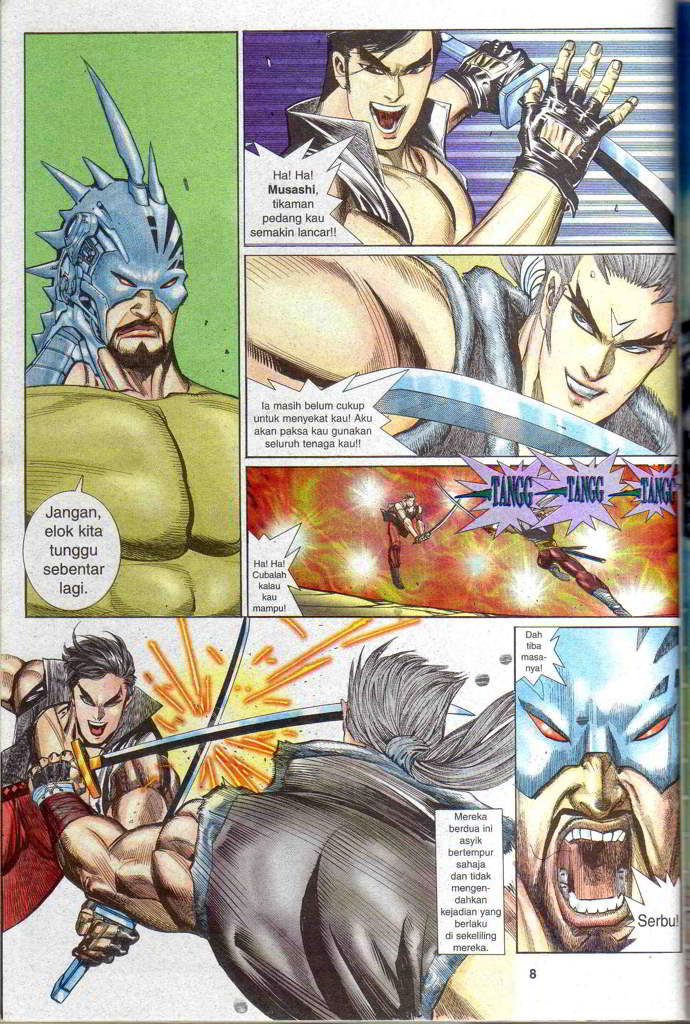 Jangan,
elok kita
tunggu
sebentar
lagi.
Ha! Ha!
Musashi,
tikaman
pedang kau
semakin lancar!!
Ia masih belum cukup
untuk menyekat kau! Aku
akan paksa kau gunakan
seluruh tenaga kau!!
TANGG
TANGG
TANGG
Ha! Ha!
Cubalah
kalau
kau
mampu!
Mereka
berdua ini
asyik
bertempur
sahaja
dan tidak
mengen-
dahkan
kejadian yang
berlaku
di sekeliling
mereka.
Dah
tiba
masa-
nya!
Serbu!
8